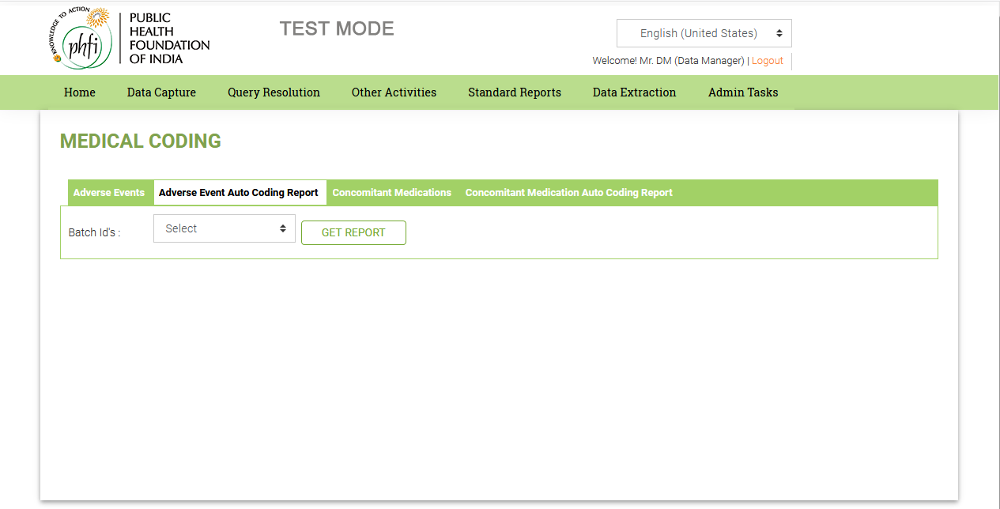 KNOWLEDGE TO ACTION
phfi
PUBLIC
HEALTH
FOUNDATION
OF INDIA
TEST MODE
English (United States)
Welcome! Mr. DM (Data Manager) | Logout
Home Data Capture Query Resolution Other Activities Standard Reports Data Extraction Admin Tasks
MEDICAL CODING
Adverse Events Adverse Event Auto Coding Report Concomitant Medications Concomitant Medication Auto Coding Report
Batch Id's : Select GET REPORT